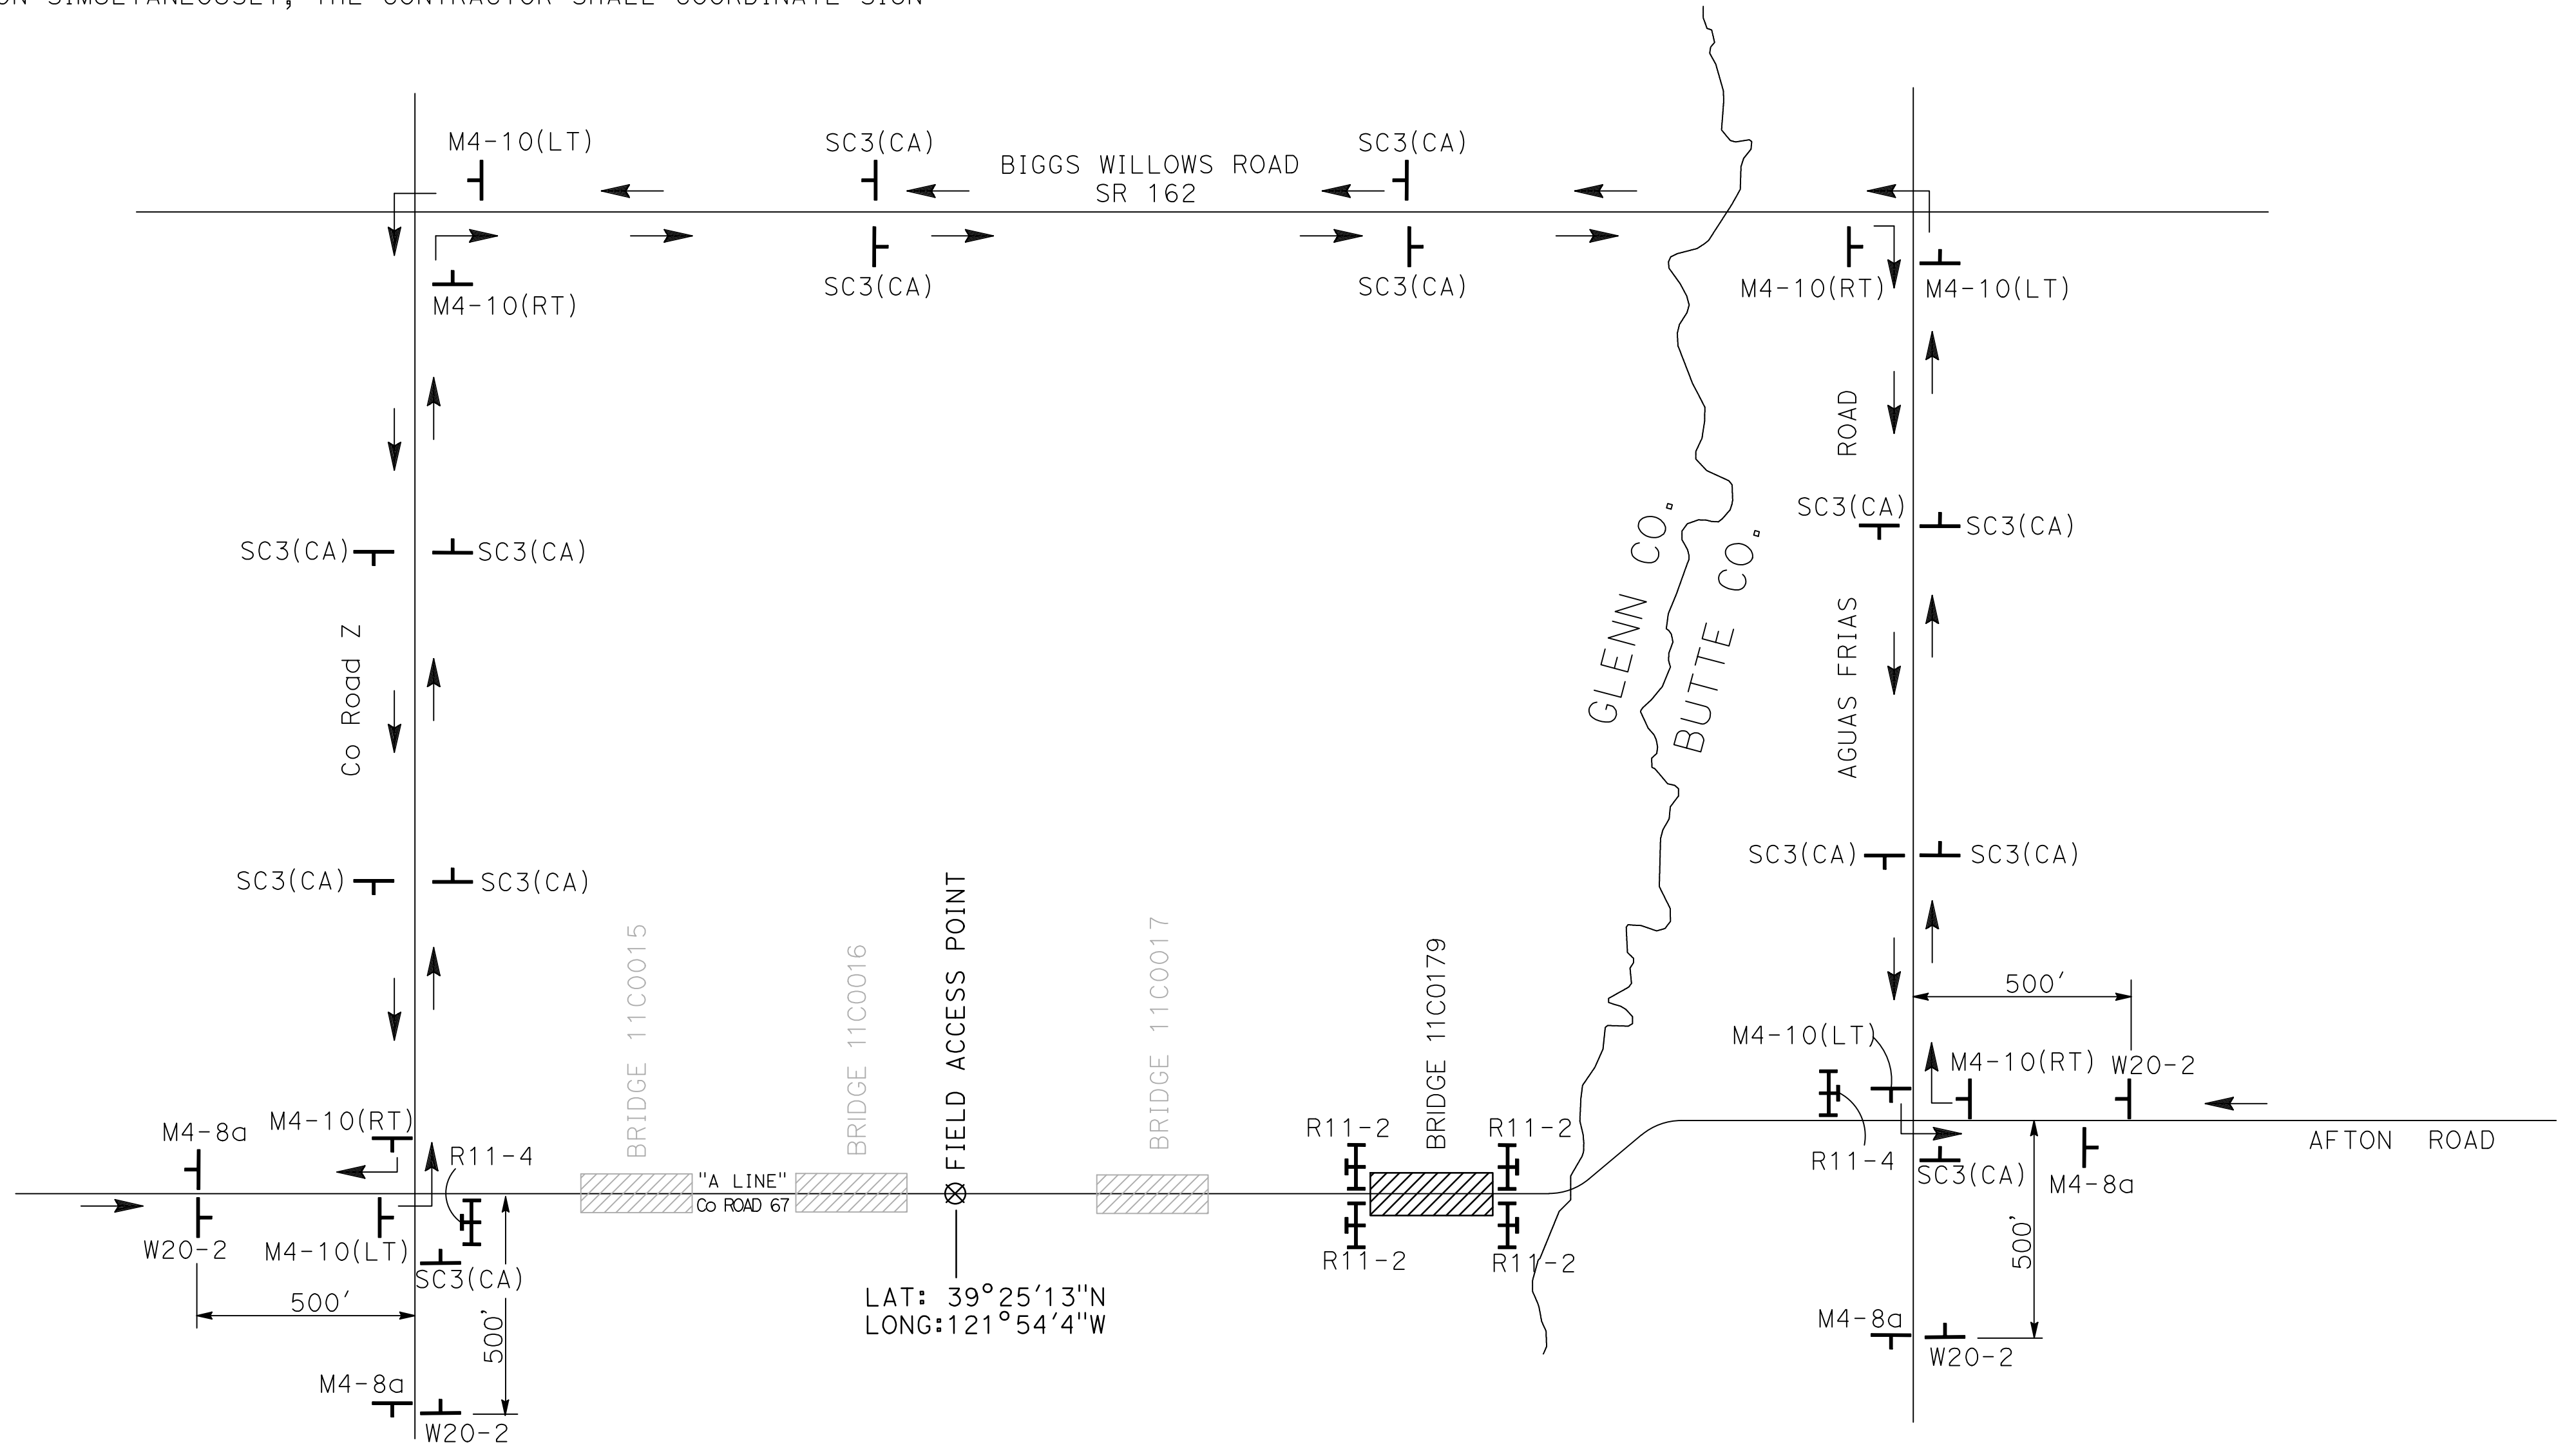 SIMULTANEOUSLY, THE CONTRACTOR SHALL COORDINATE SIGN
M4-10(LT)
SC3(CA)
SC3(CA)
BIGGS WILLOWS ROAD
SR 162
M4-10(RT)
SC3(CA)
SC3(CA)
M4-10(RT)
M4-10(LT)
AGUAS FRIAS ROAD
SC3(CA)
SC3(CA)
SC3(CA)
SC3(CA)
GLENN CO.
BUTTE CO.
Co Road Z
SC3(CA)
SC3(CA)
SC3(CA)
SC3(CA)
BRIDGE 11C0015
BRIDGE 11C0016
FIELD ACCESS POINT
BRIDGE 11C0017
BRIDGE 11C0179
500'
M4-10(LT)
M4-10(RT)
W20-2
M4-8a
M4-10(RT)
R11-4
R11-2
R11-2
AFTON ROAD
R11-4
SC3(CA)
M4-8a
"A LINE"
Co ROAD 67
W20-2
M4-10(LT)
SC3(CA)
R11-2
R11-2
500'
500'
500'
LAT: 39°25'13"N
LONG:121°54'4"W
M4-8a
W20-2
M4-8a
W20-2